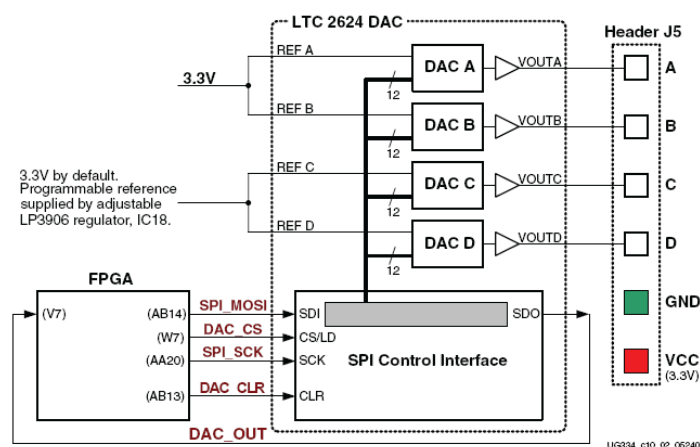 LTC 2624 DAC
Header J5
REF A
DAC A
VOUTA
A
12
3.3V
REF B
DAC B
VOUTB
B
12
3.3V by default.
Programmable reference
supplied by adjustable
LP3906 regulator, IC18.
REF C
DAC C
VOUTC
C
12
REF D
DAC D
VOUTD
D
12
FPGA
GND
(V7) (AB14) SPI_MOSI SDI SDO
(W7) DAC_CS CS/LD
(AA20) SPI_SCK SCK SPI Control Interface
VCC
(3.3V)
(AB13) DAC_CLR CLR
DAC_OUT